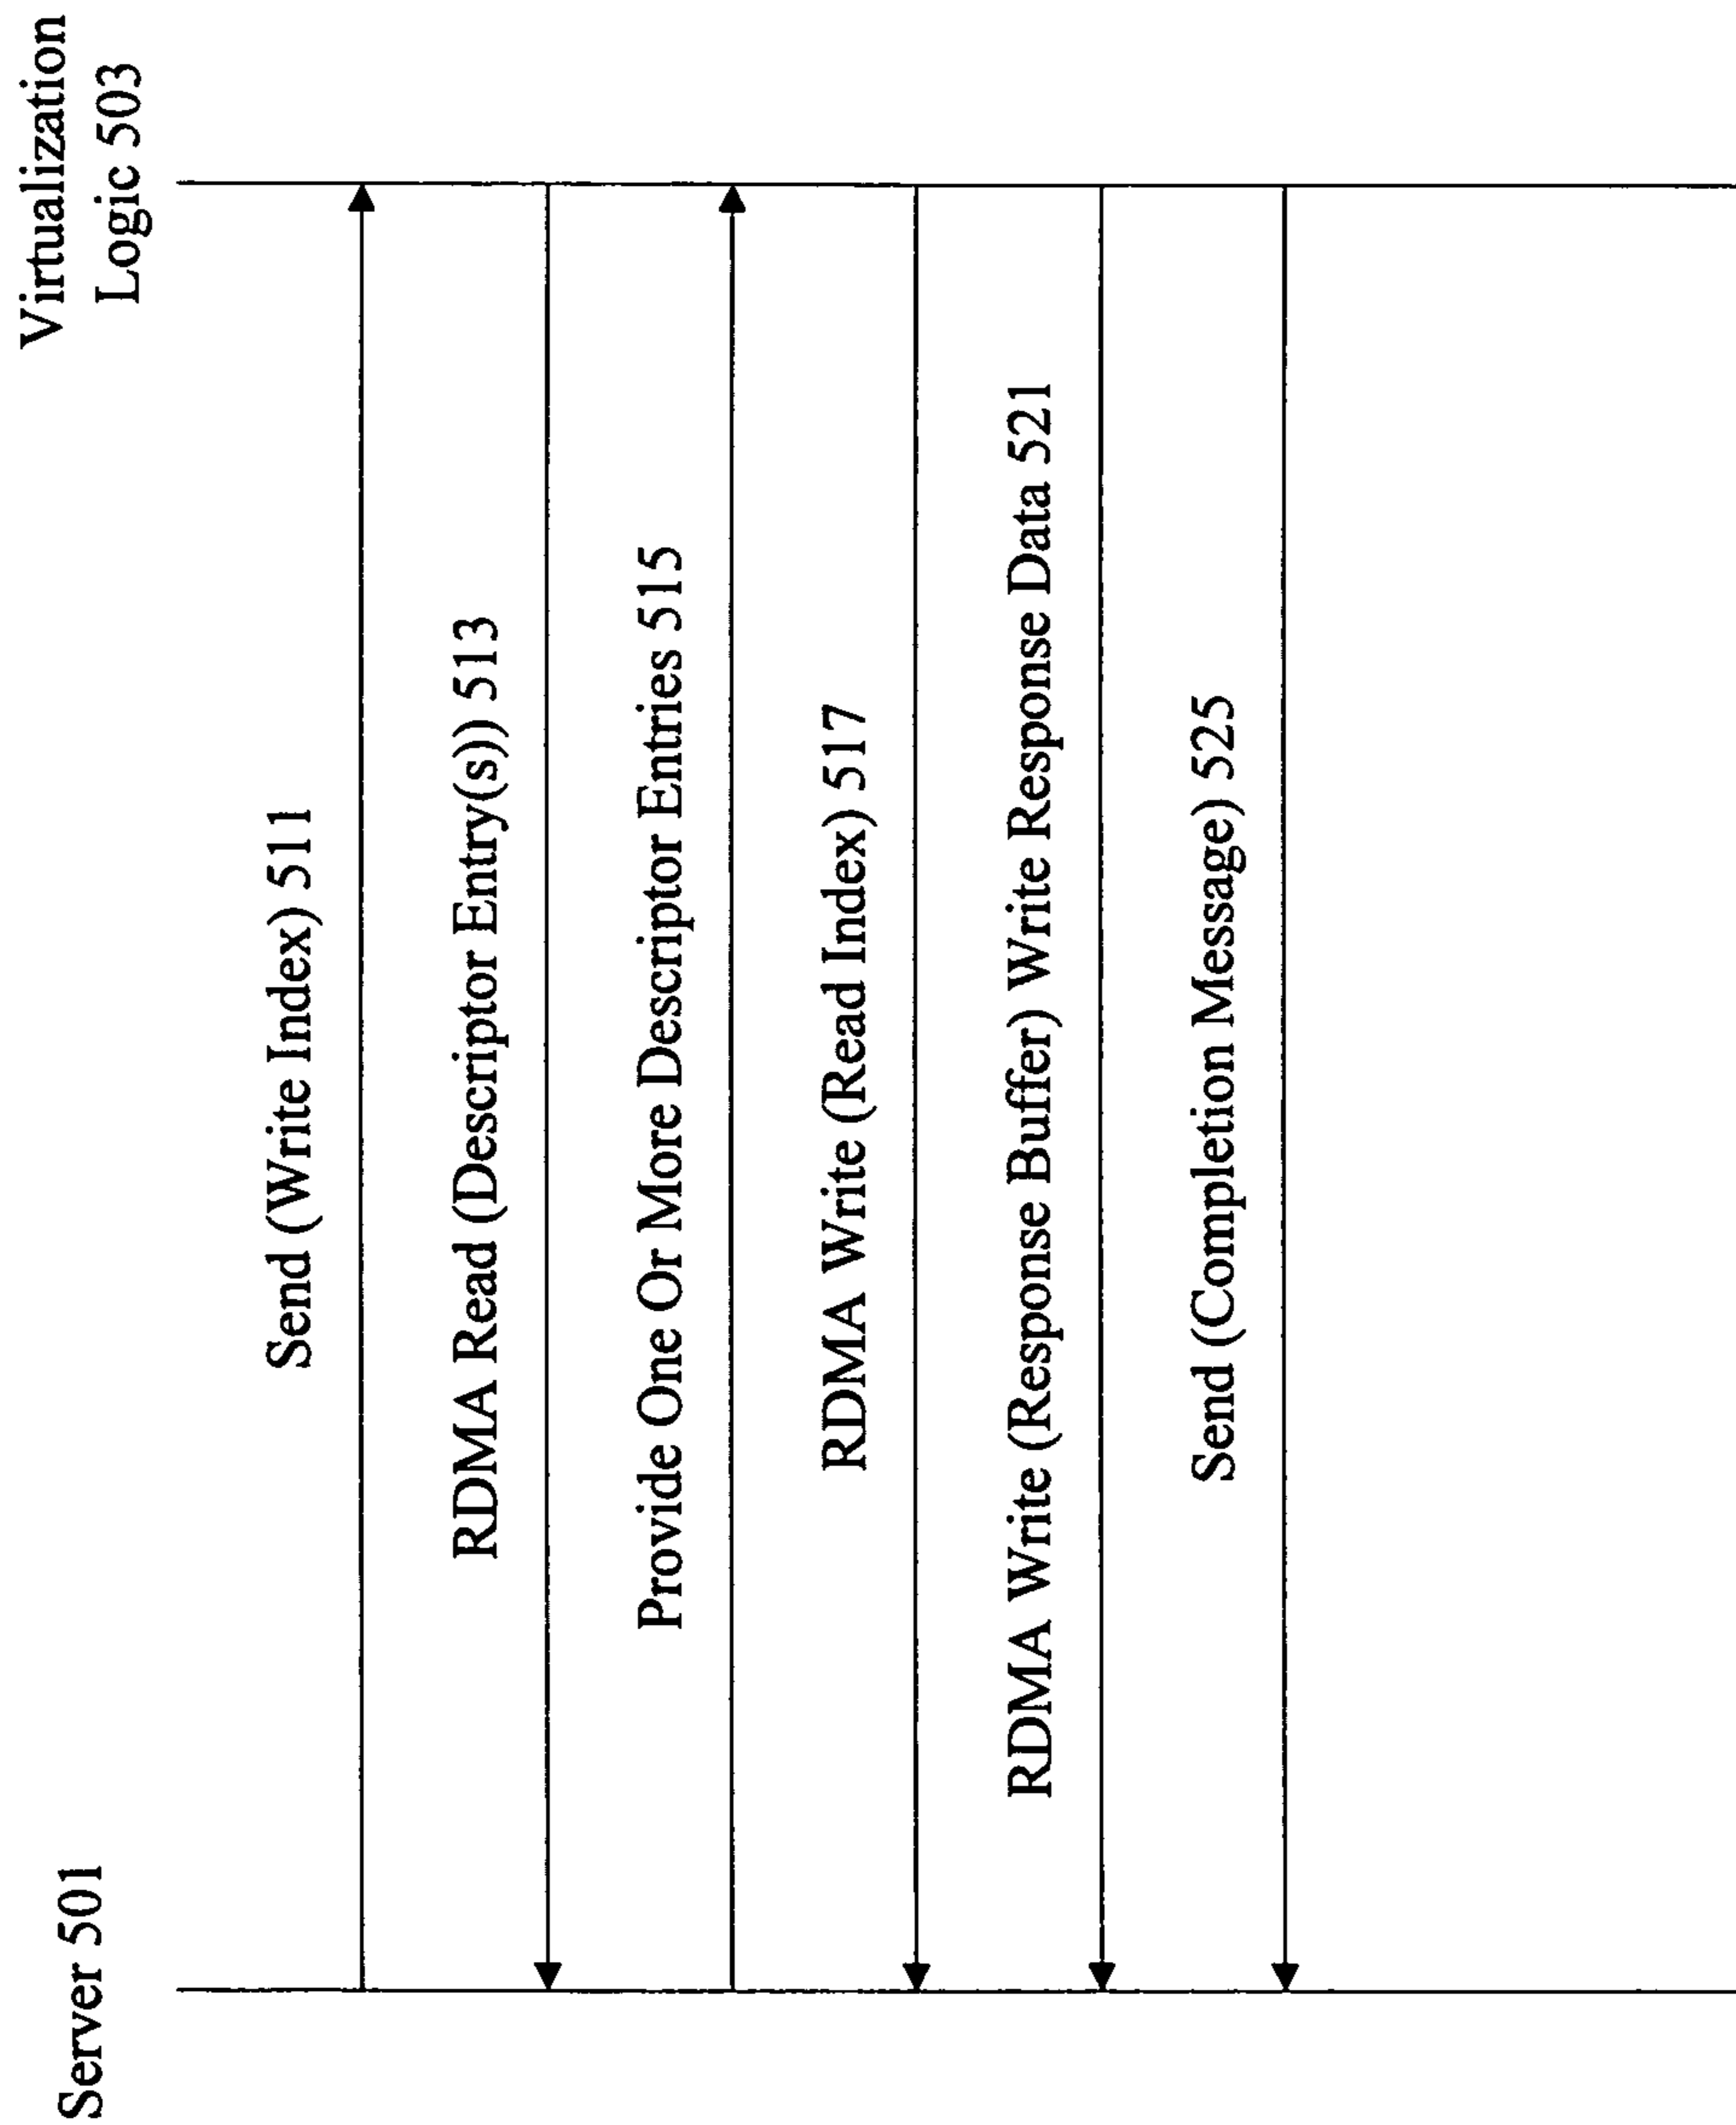 Server 501
Virtualization
Logic 503
Send (Write Index) 511
RDMA Read (Descriptor Entry(s)) 513
Provide One Or More Descriptor Entries 515
RDMA Write (Read Index) 517
RDMA Write (Response Buffer) Write Response Data 521
Send (Completion Message) 525